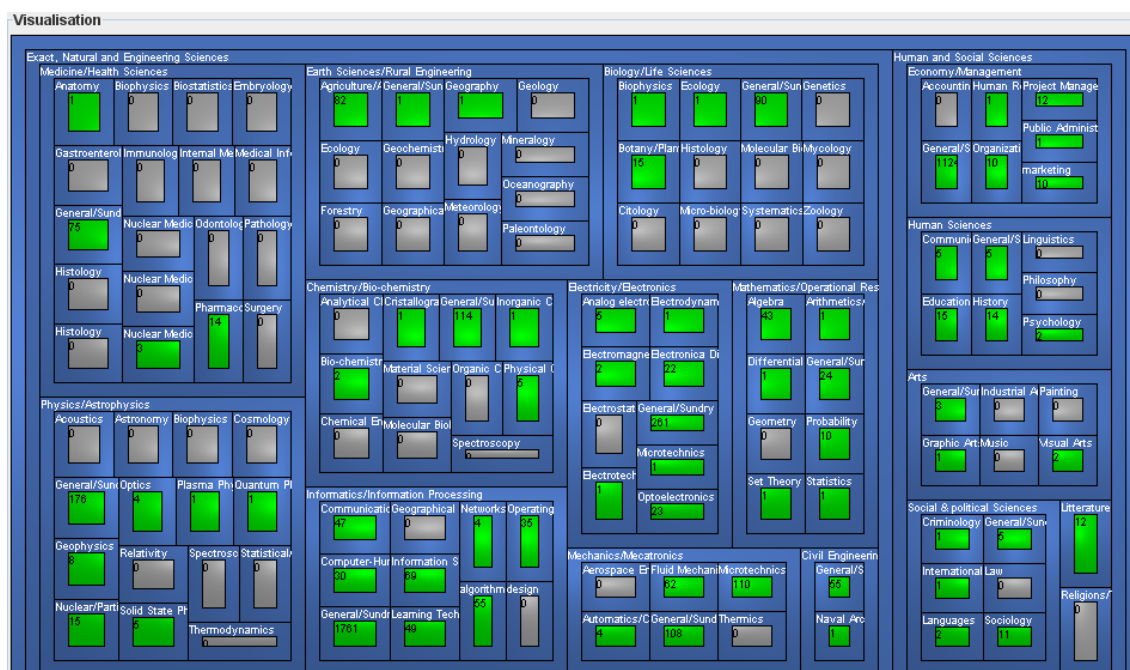 Visualisation
Exact, Natural and Engineering Sciences
Medicine/Health Sciences
Anatomy
1
Biophysics
0
Biostatistics
0
Embryology
0
Gastroenterol
0
Immunolog
0
Internal Me
0
Medical Inf
0
General/Sund
75
Nuclear Medic
0
Odontolog
0
Pathology
0
Histology
0
Nuclear Medic
0
Pharmaco
14
Surgery
0
Histology
0
Nuclear Medic
3
Physics/Astrophysics
Acoustics
0
Astronomy
0
Biophysics
0
Cosmology
0
General/Sund
176
Optics
4
Plasma Ph
1
Quantum P
1
Geophysics
8
Relativity
0
Spectrosc
0
Statistical
0
Nuclear/Parti
15
Solid State Ph
5
Thermodynamics
0
Earth Sciences/Rural Engineering
Agriculture/
82
General/Sun
1
Geography
1
Geology
0
Ecology
0
Geochemist
0
Hydrology
0
Mineralogy
0
Oceanography
0
Forestry
0
Geographica
0
Meteorology
0
Paleontology
0
Biology/Life Sciences
Biophysics
1
Ecology
1
General/Sun
90
Genetics
0
Botany/Plan
15
Histology
0
Molecular Bi
0
Mycology
0
Citology
0
Micro-biolog
0
Systematics
0
Zoology
0
Chemistry/Bio-chemistry
Analytical C
0
Cristallogra
1
General/Su
114
Inorganic C
1
Bio-chemistr
2
Material Scien
0
Organic C
0
Physical C
5
Chemical En
0
Molecular Biol
0
Spectroscopy
0
Electricity/Electronics
Analog electro
5
Electrodynam
1
Electromagne
2
Electronica Di
22
Electrostat
0
General/Sundry
261
Microtechnics
1
Electrotech
1
Optoelectronics
23
Mathematics/Operational Res
Algebra
43
Arithmetics/
1
Differential
1
General/Sun
24
Geometry
0
Probability
10
Set Theory
1
Statistics
1
Informatics/Information Processing
Communicatio
47
Geographical
0
Networks
4
Operating
35
Computer-Hu
30
Information S
69
algorithm
55
design
0
General/Sundr
1761
Learning Tech
49
Mechanics/Mecatronics
Aerospace En
0
Fluid Mechani
62
Microtechnics
110
Automatics/C
4
General/Sund
108
Thermics
0
Civil Engineerin
General/S
55
Naval Arc
1
Human and Social Sciences
Economy/Management
Accountin
0
Human R
1
Project Manage
12
Public Administ
1
General/S
1124
Organizati
10
marketing
10
Human Sciences
Communi
5
General/S
5
Linguistics
0
Philosophy
0
Education
15
History
14
Psychology
2
Arts
General/Sun
3
Industrial A
0
Painting
0
Graphic Art
1
Music
0
Visual Arts
2
Social & political Sciences
Criminology
1
General/Sun
5
International
1
Law
0
Languages
2
Sociology
11
Litterature
12
Religions/
0